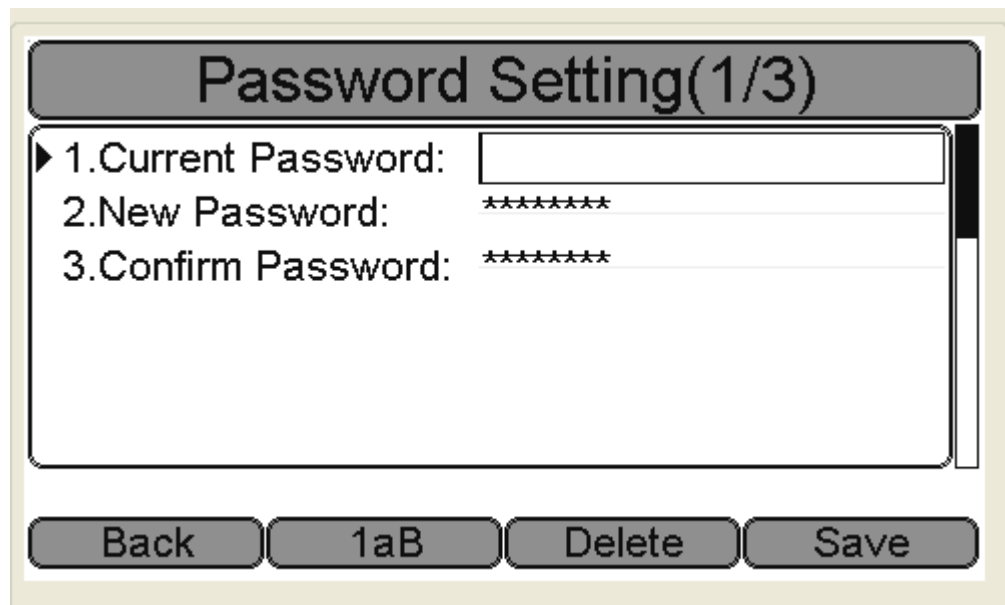 Password Setting(1/3)
1.Current Password:
2.New Password: ********
3.Confirm Password: ********
Back 1aB Delete Save